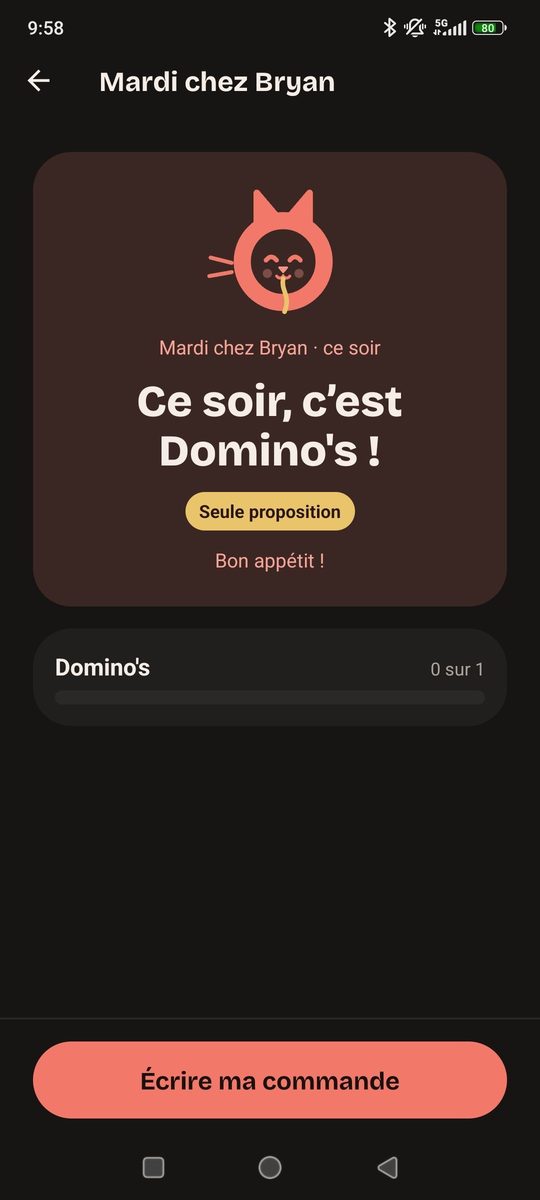 9:58
5G
80
Mardi chez Bryan
Mardi chez Bryan · ce soir
Ce soir, c’est
Domino's !
Seule proposition
Bon appétit !
Domino's
0 sur 1
Écrire ma commande